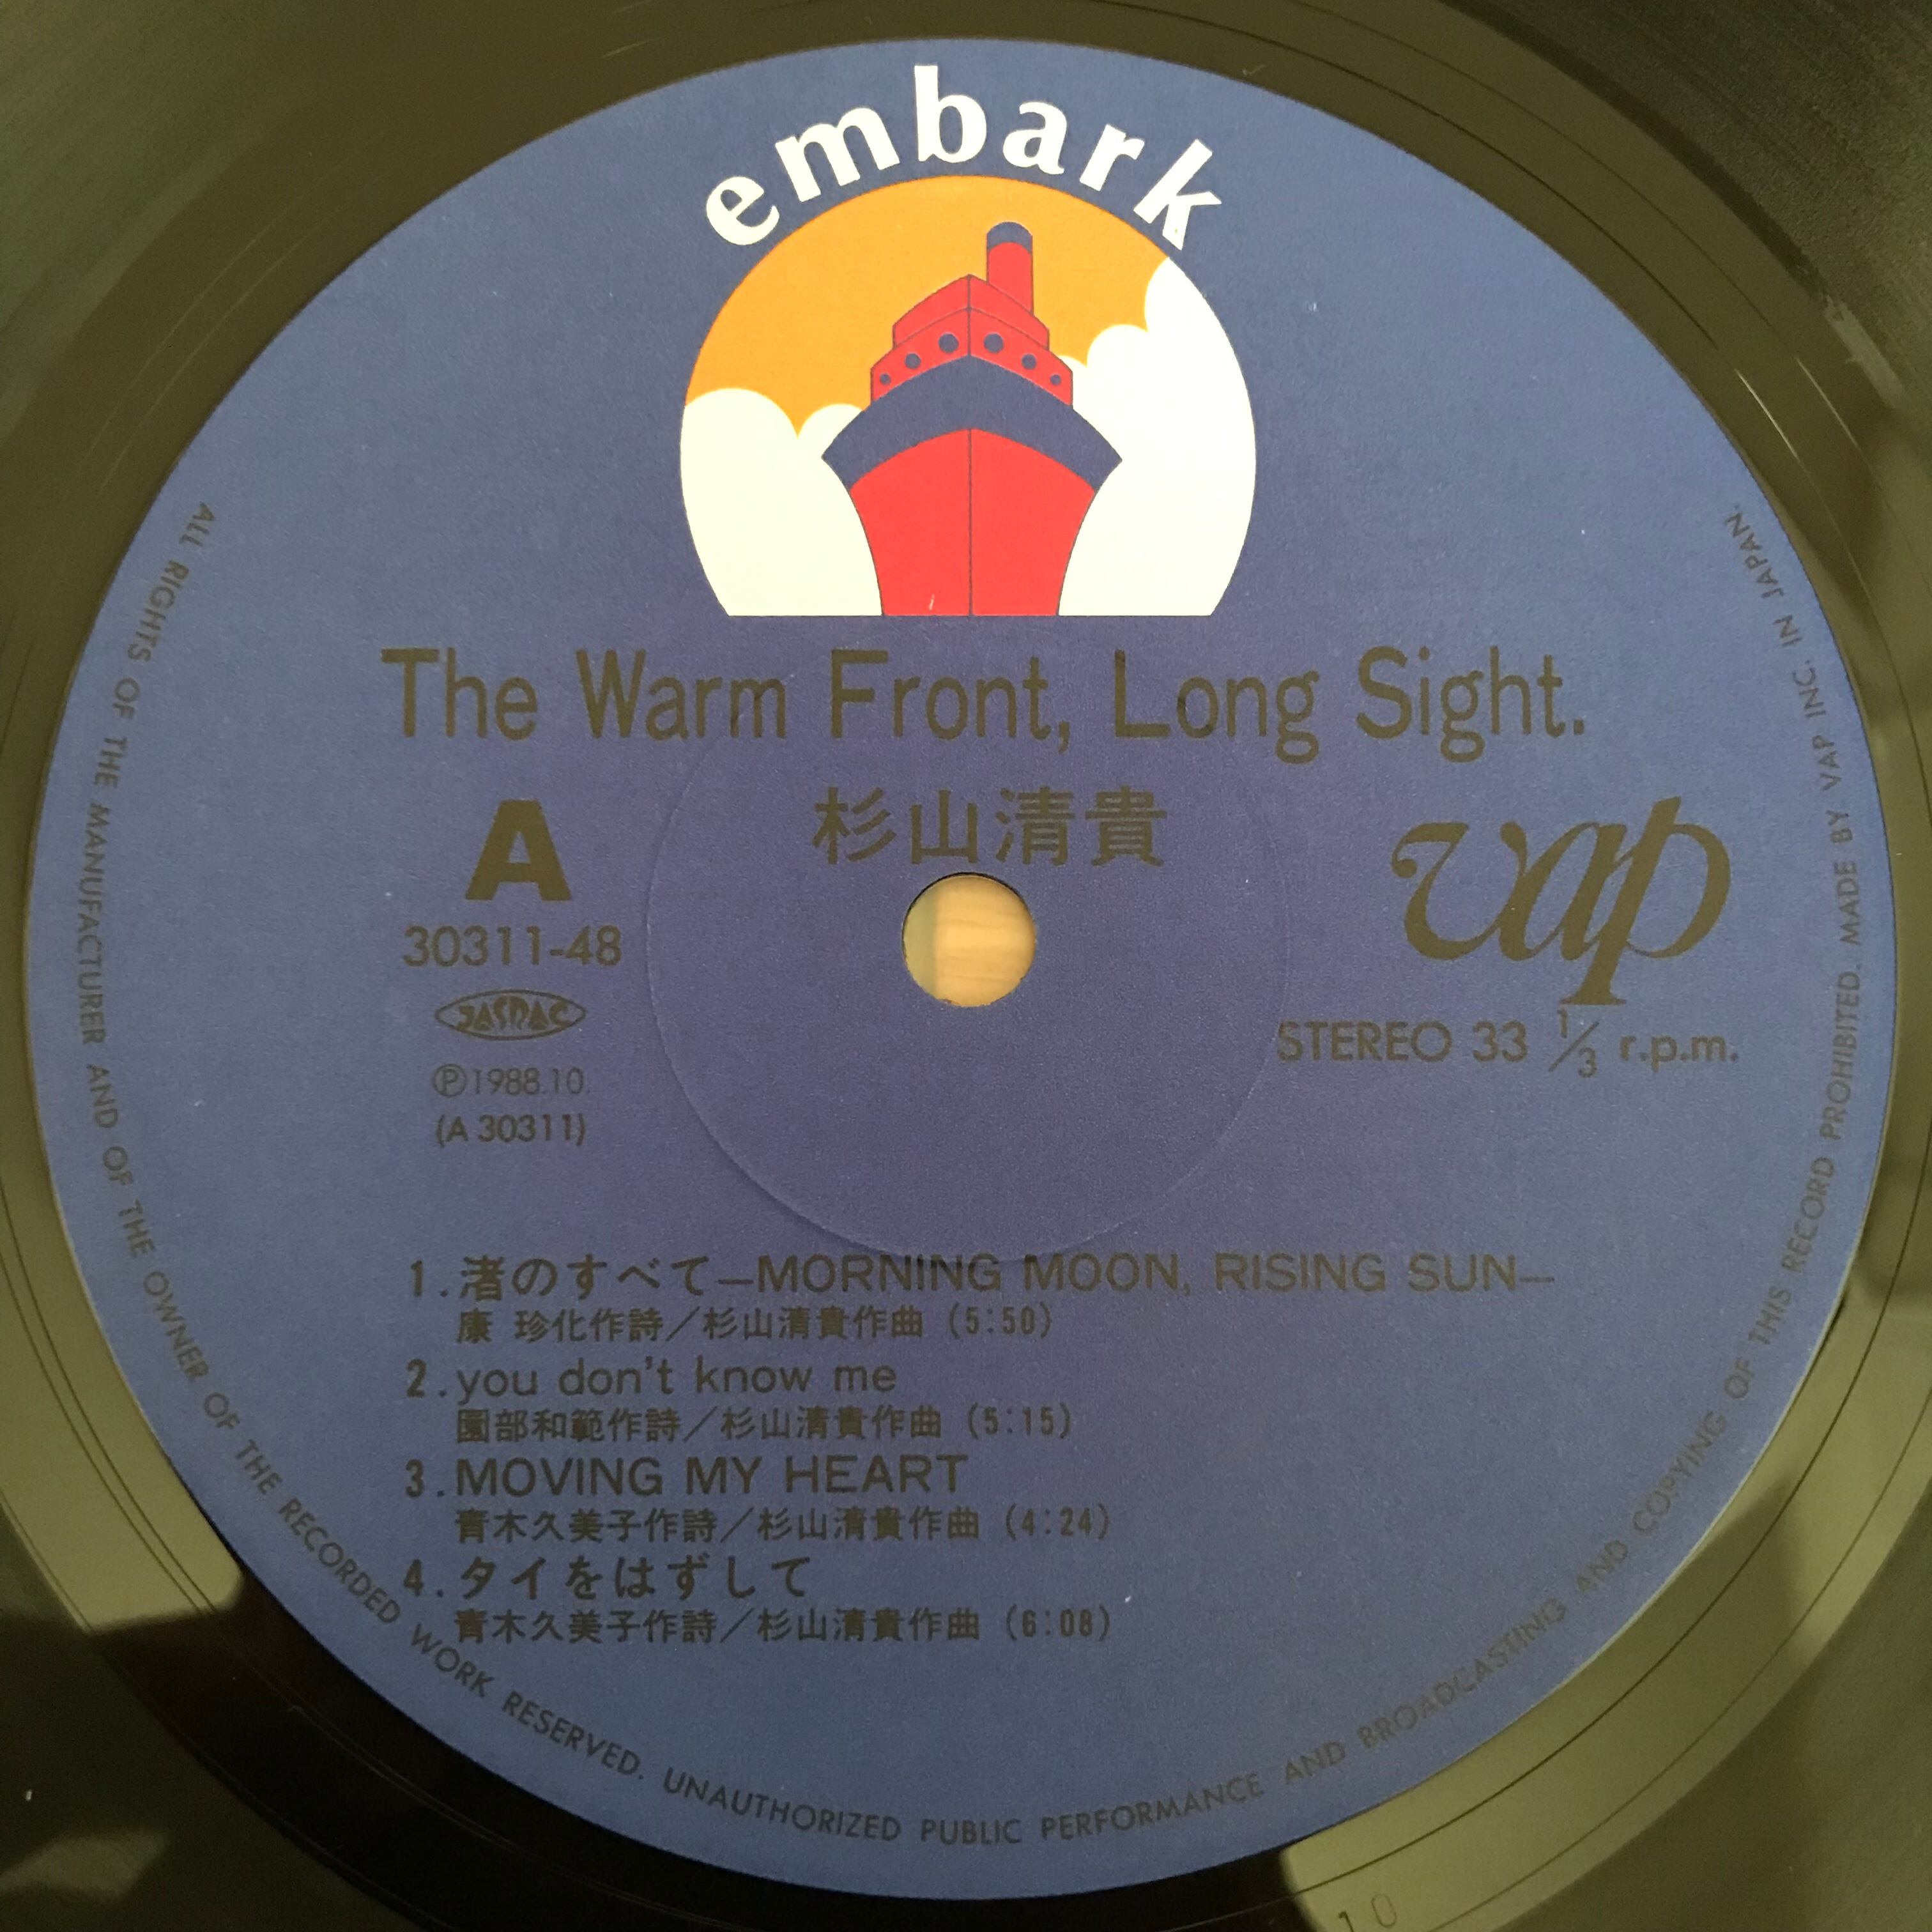 embark
The Warm Front, Long Sight.
杉山清貴
A
30311-48
JASRAC
Ⓟ1988.10.
(A 30311)
vap
STEREO 33 1/3 r.p.m.
1.渚のすべて—MORNING MOON, RISING SUN—
康 珍化作詩／杉山清貴作曲 (5:50)
2.you don't know me
園部和範作詩／杉山清貴作曲 (5:15)
3.MOVING MY HEART
青木久美子作詩／杉山清貴作曲 (4:24)
4.タイをはずして
青木久美子作詩／杉山清貴作曲 (6:08)
ALL RIGHTS OF THE MANUFACTURER AND OF THE OWNER OF THE RECORDED WORK RESERVED. UNAUTHORIZED PUBLIC PERFORMANCE AND BROADCASTING AND COPYING OF THIS RECORD PROHIBITED. MADE BY VAP INC. IN JAPAN.
10